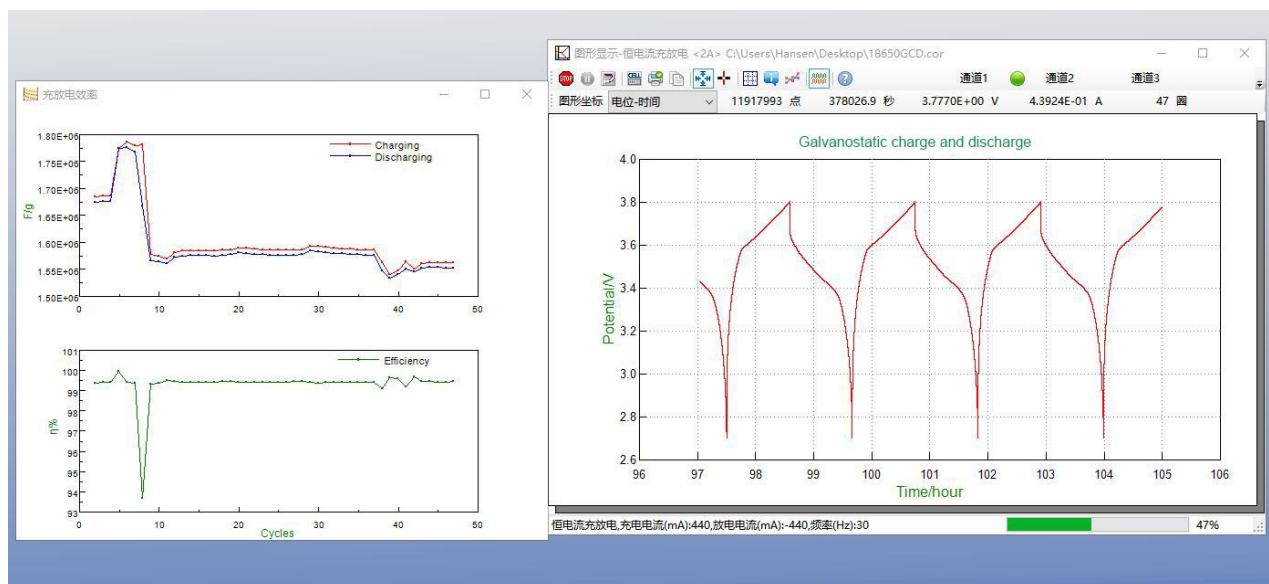 充放电效率
1.80E+06
1.75E+06
1.70E+06
1.65E+06
1.60E+06
1.55E+06
1.50E+06
F/g
Charging
Discharging
0 10 20 30 40 50
101
100
99
98
97
96
95
94
93
η%
Efficiency
0 10 20 30 40 50
Cycles
图形显示-恒电流充放电 <2A> C:\Users\Hansen\Desktop\18650GCD.cor
STOP CELL 通道1 通道2 通道3
图形坐标 电位-时间 11917993 点 378026.9 秒 3.7770E+00 V 4.3924E-01 A 47 圈
Galvanostatic charge and discharge
4.0
3.8
3.6
3.4
3.2
3.0
2.8
2.6
Potential/V
96 97 98 99 100 101 102 103 104 105 106
Time/hour
恒电流充放电,充电电流(mA):440,放电电流(mA):-440,频率(Hz):30 47%